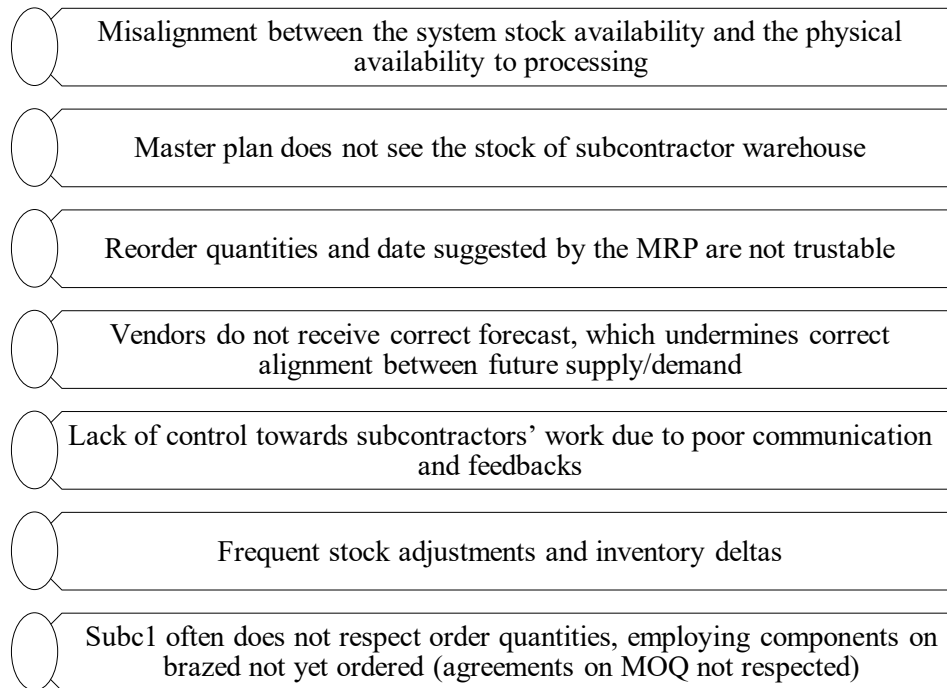 Misalignment between the system stock availability and the physical
availability to processing
Master plan does not see the stock of subcontractor warehouse
Reorder quantities and date suggested by the MRP are not trustable
Vendors do not receive correct forecast, which undermines correct
alignment between future supply/demand
Lack of control towards subcontractors’ work due to poor communication
and feedbacks
Frequent stock adjustments and inventory deltas
Subc1 often does not respect order quantities, employing components on
brazed not yet ordered (agreements on MOQ not respected)